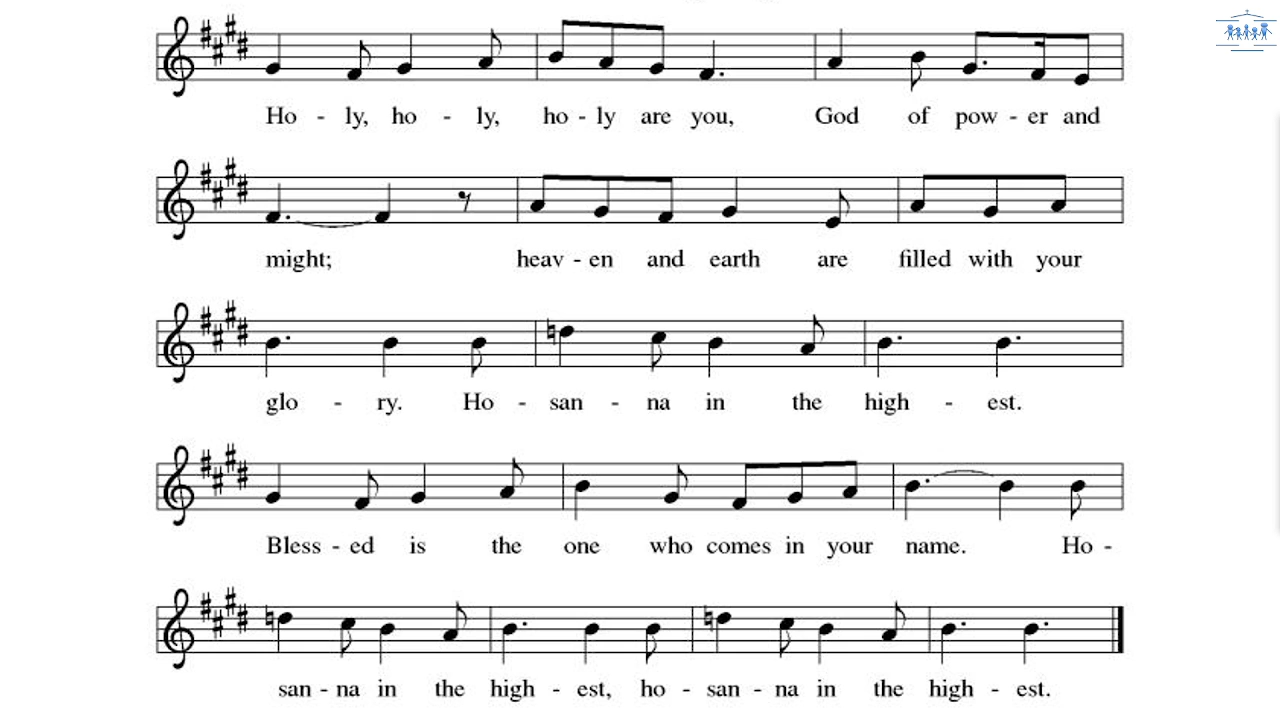 Ho - ly, ho - ly, ho - ly are you, God of pow - er and
might; heav - en and earth are filled with your
glo - ry. Ho - san - na in the high - est.
Bless - ed is the one who comes in your name. Ho -
san - na in the high - est, ho - san - na in the high - est.